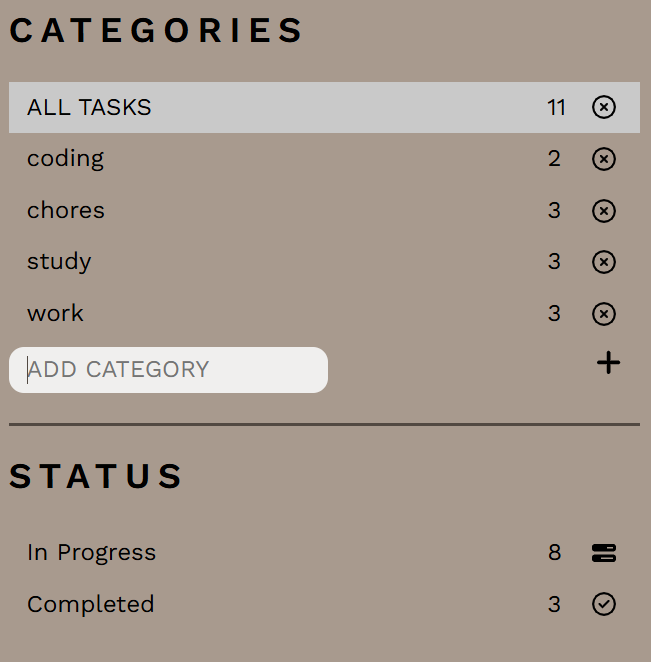 CATEGORIES
ALL TASKS 11
coding 2
chores 3
study 3
work 3
ADD CATEGORY
STATUS
In Progress 8
Completed 3